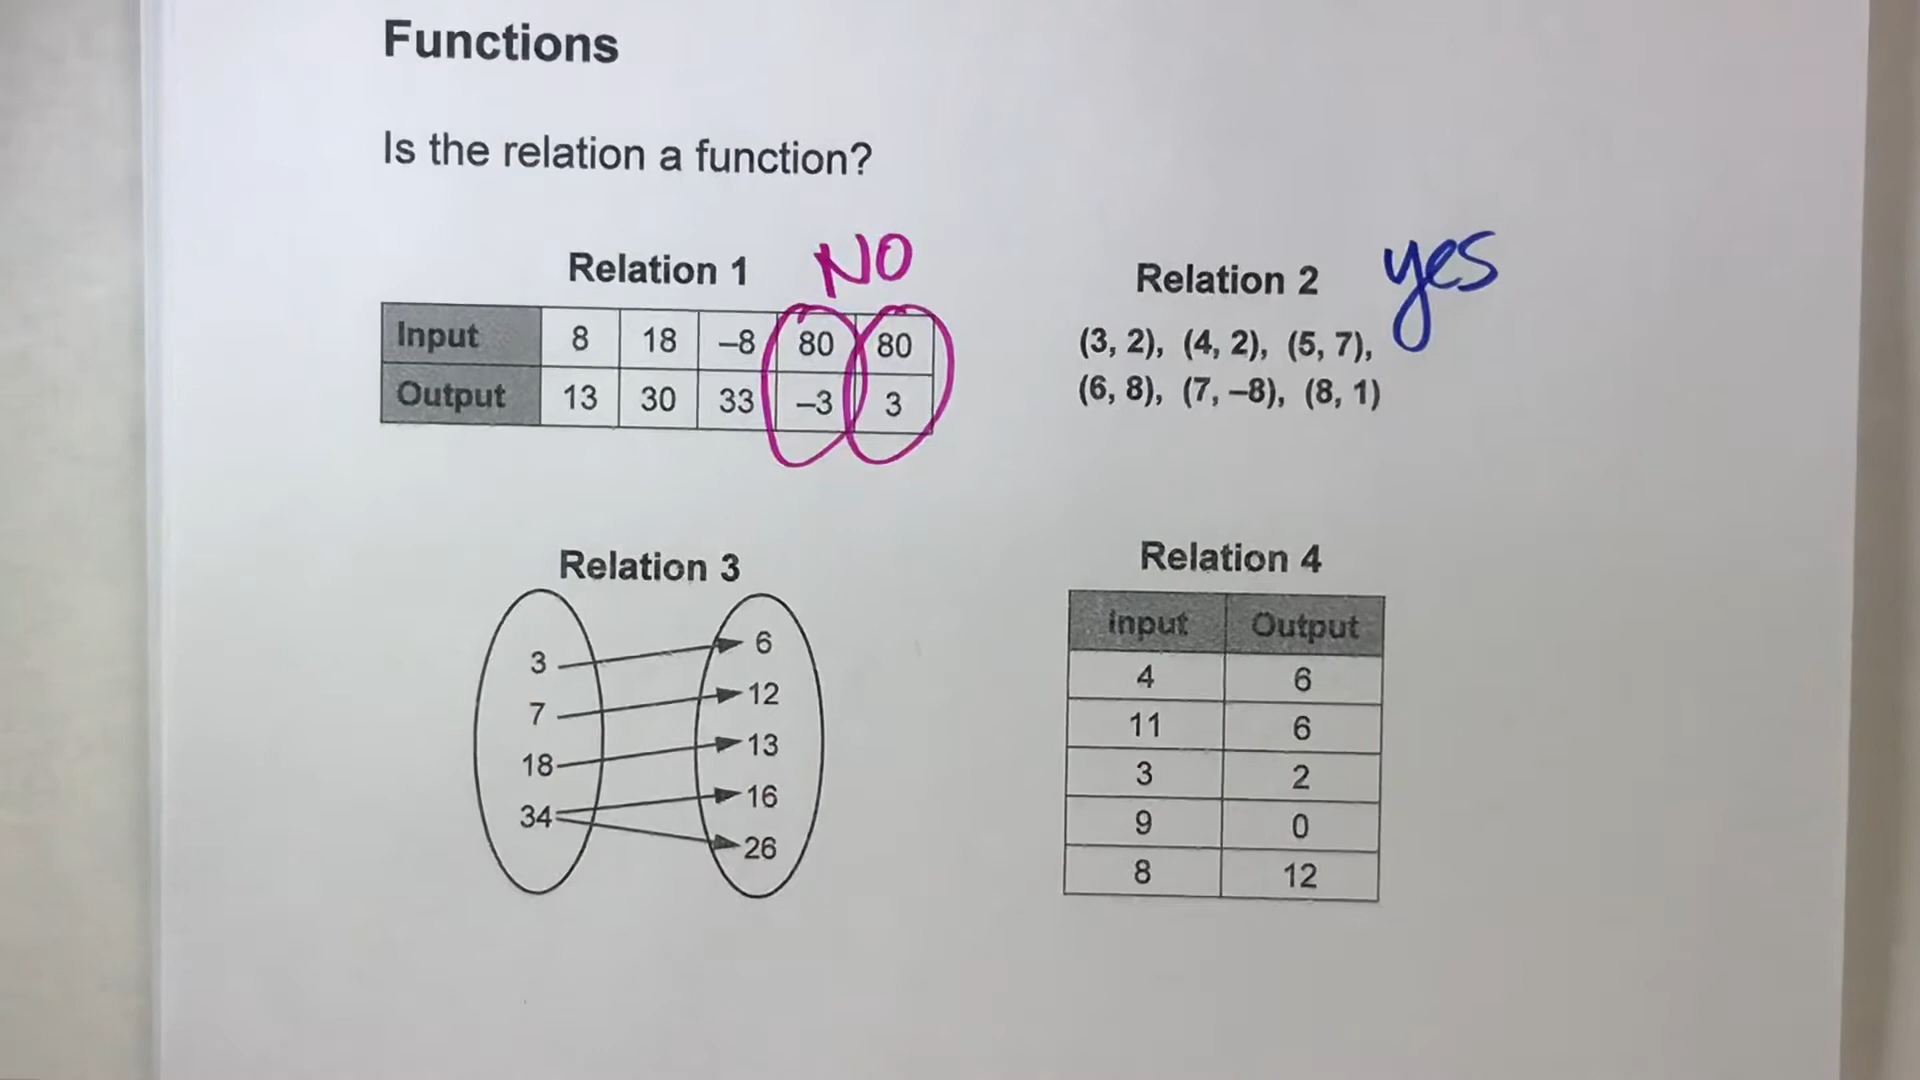 Functions
Is the relation a function?
Relation 1 NO
Input 8 18 –8 80 80
Output 13 30 33 –3 3
Relation 2 yes
(3, 2), (4, 2), (5, 7),
(6, 8), (7, –8), (8, 1)
Relation 3
3 6
7 12
18 13
34 16
26
Relation 4
Input Output
4 6
11 6
3 2
9 0
8 12